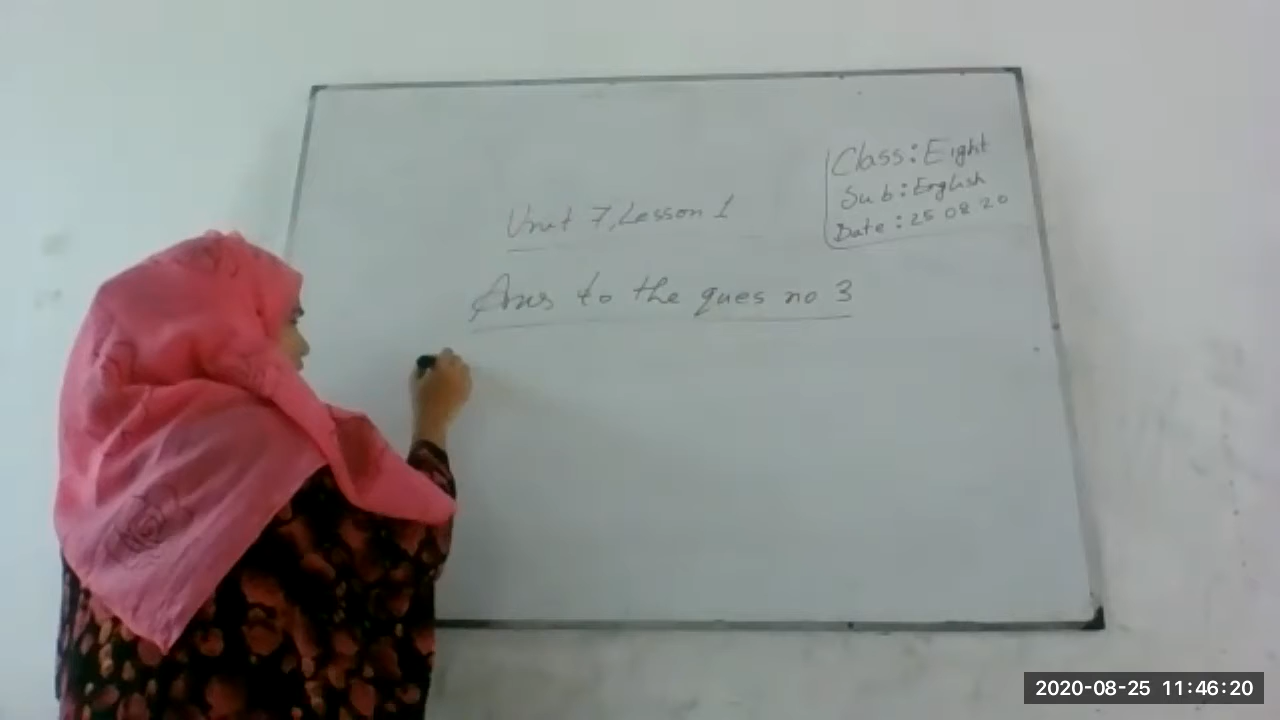 Class: Eight
Sub: English
Date: 25 08 20
Unit 7, Lesson 1
Ans to the ques no 3
2020-08-25 11:46:20